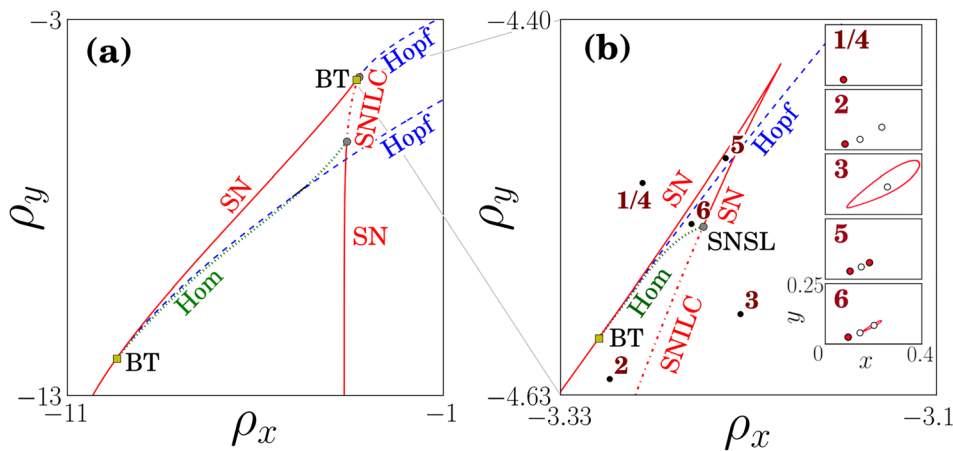 (a)
−3
Hopf
BT
SNILC
Hopf
SN
SN
Hom
BT
−13
−11
−1
ρy
ρx
(b)
−4.40
5
Hopf
SN
1/4
6
SN
SNSL
Hom
3
SNILC
BT
2
−4.63
−3.33
−3.1
ρy
ρx
1/4
2
3
5
0.25
6
y
0
x
0.4